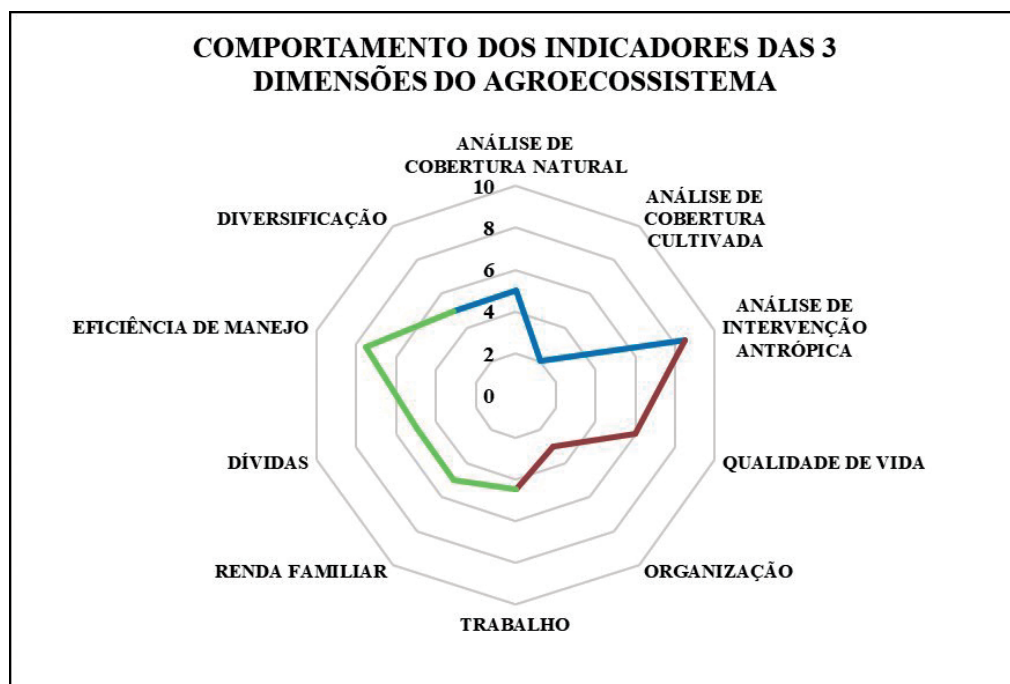 COMPORTAMENTO DOS INDICADORES DAS 3
DIMENSÕES DO AGROECOSSISTEMA
ANÁLISE DE
COBERTURA NATURAL
ANÁLISE DE
COBERTURA
CULTIVADA
ANÁLISE DE
INTERVENÇÃO
ANTRÓPICA
QUALIDADE DE VIDA
ORGANIZAÇÃO
TRABALHO
RENDA FAMILIAR
DÍVIDAS
EFICIÊNCIA DE MANEJO
DIVERSIFICAÇÃO
10
8
6
4
2
0